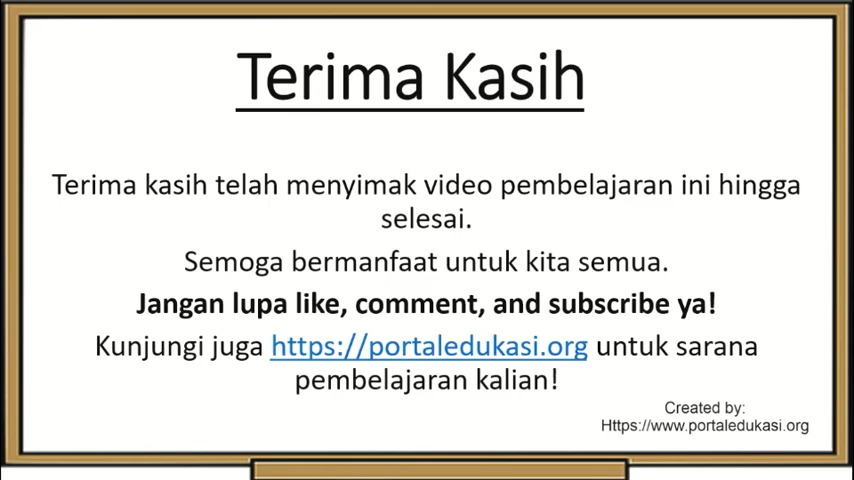 Terima Kasih
Terima kasih telah menyimak video pembelajaran ini hingga
selesai.
Semoga bermanfaat untuk kita semua.
Jangan lupa like, comment, and subscribe ya!
Kunjungi juga https://portaledukasi.org untuk sarana
pembelajaran kalian!
Created by:
Https://www.portaledukasi.org